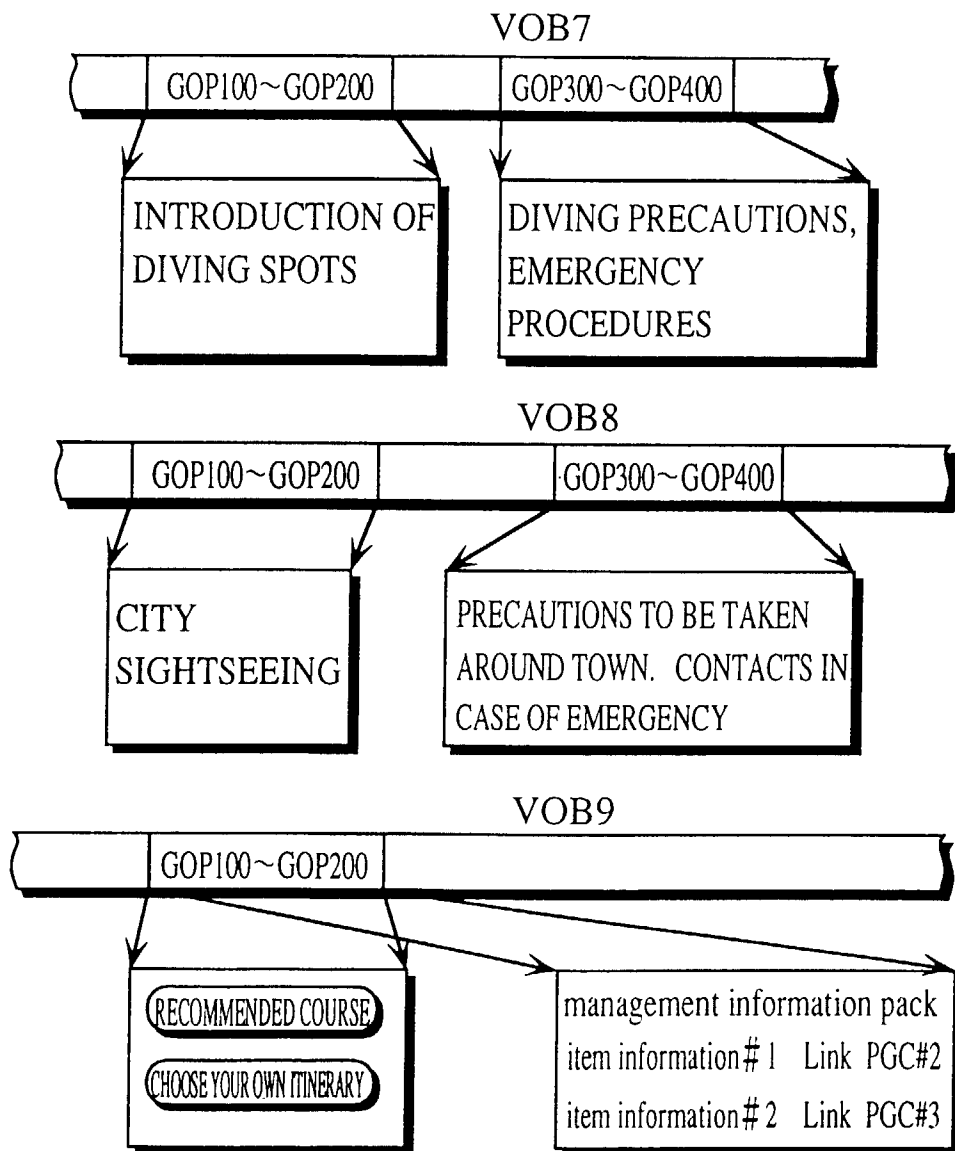 VOB7
GOP100~GOP200
GOP300~GOP400
INTRODUCTION OF
DIVING SPOTS
DIVING PRECAUTIONS,
EMERGENCY
PROCEDURES
VOB8
GOP100~GOP200
GOP300~GOP400
CITY
SIGHTSEEING
PRECAUTIONS TO BE TAKEN
AROUND TOWN. CONTACTS IN
CASE OF EMERGENCY
VOB9
GOP100~GOP200
RECOMMENDED COURSE
CHOOSE YOUR OWN ITINERARY
management information pack
item information#1 Link PGC#2
item information#2 Link PGC#3